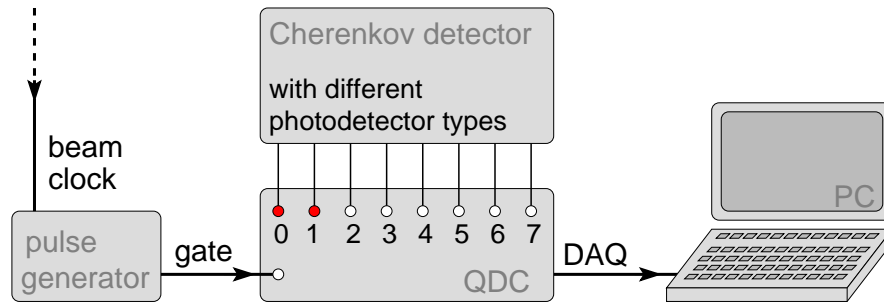 Cherenkov detector
with different
photodetector types
beam
clock
pulse
generator
gate
0 1 2 3 4 5 6 7
QDC
DAQ
PC